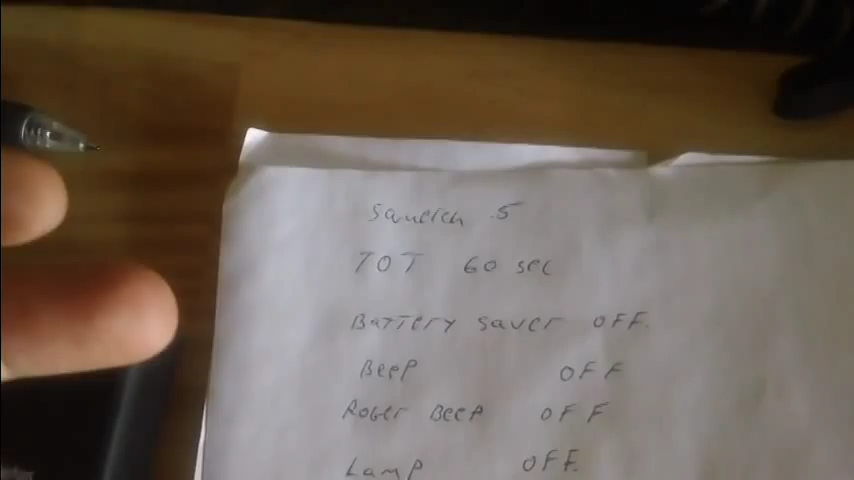 Squelch .5
TOT 60 sec
Battery saver OFF.
Beep OFF
Roger Beep OFF
Lamp OFF.